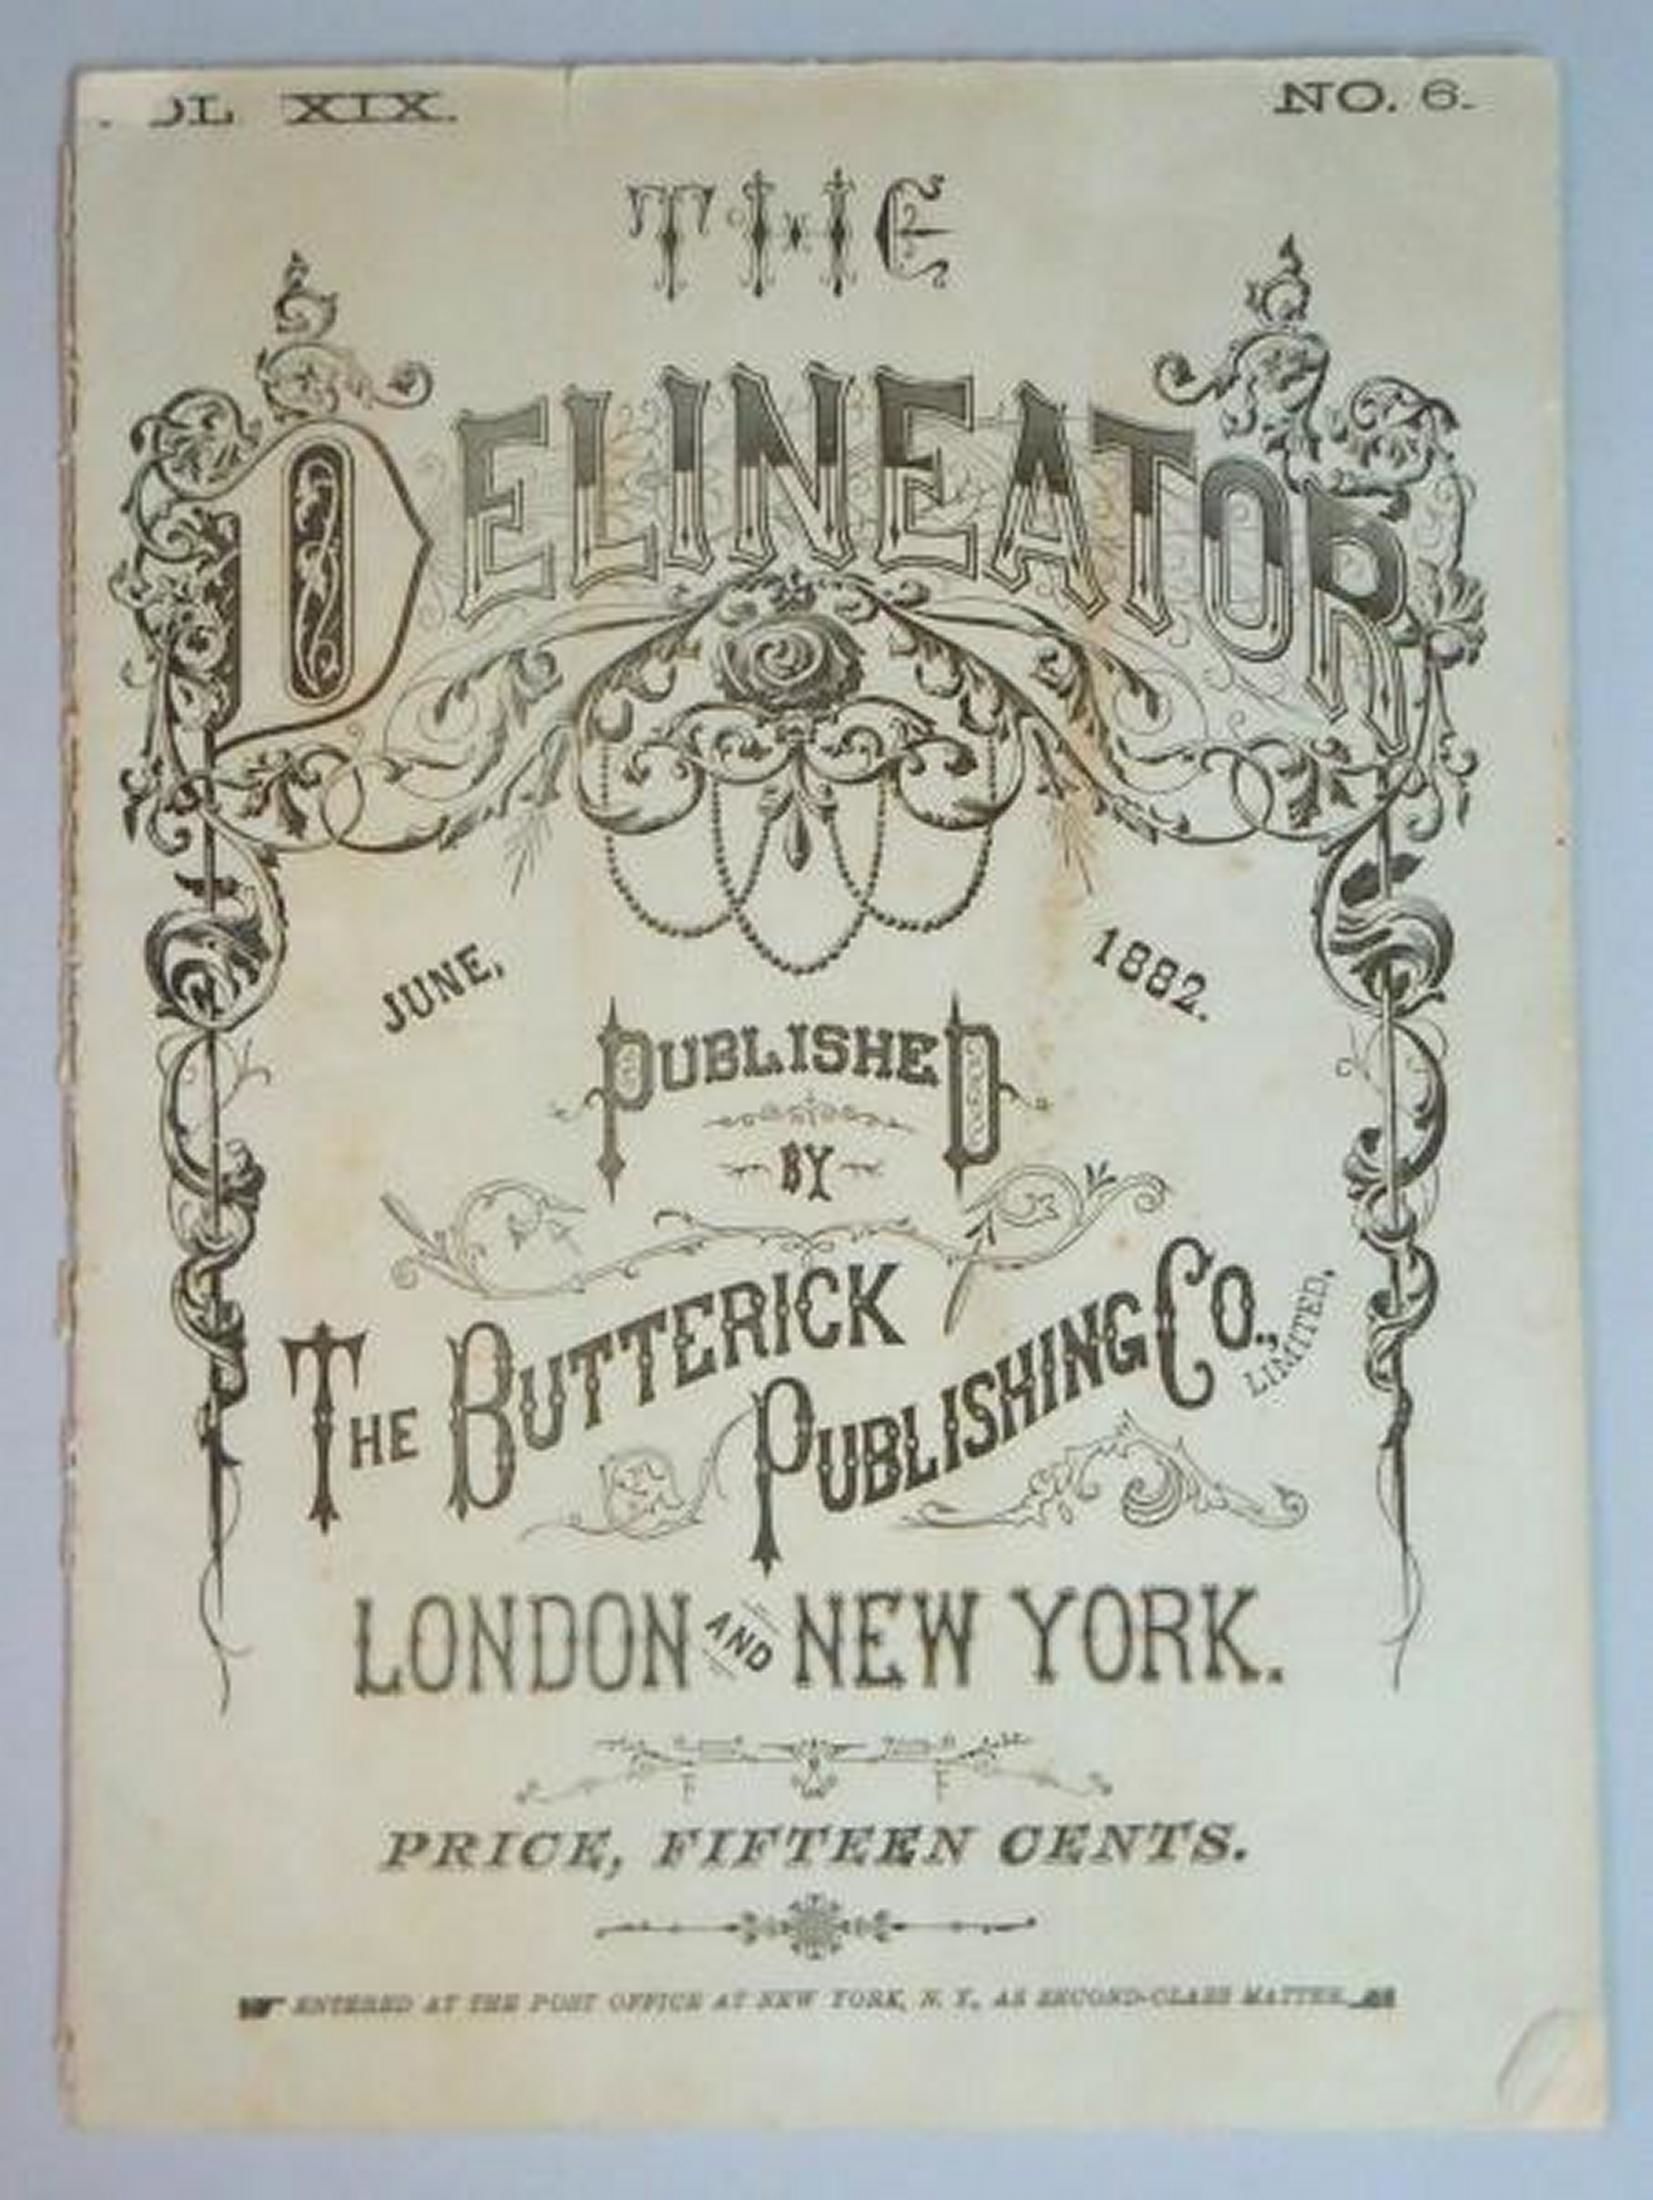 OL XIX. NO. 6.
THE
DELINEATOR
JUNE, 1882.
PUBLISHED
BY
THE BUTTERICK
PUBLISHING CO., LIMITED,
LONDON AND NEW YORK.
PRICE, FIFTEEN CENTS.
ENTERED AT THE POST OFFICE AT NEW YORK, N. Y., AS SECOND-CLASS MATTER.